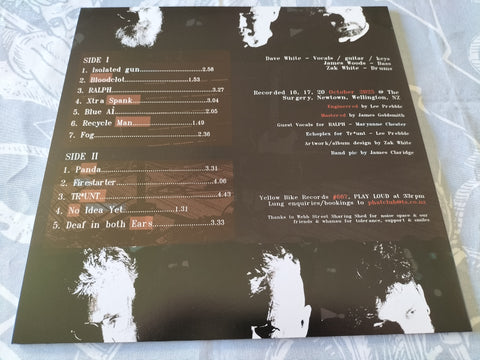 SIDE I
1. Isolated gun 2.58
2. Bloodclot 1.53
3. RALPH 3.27
4. Xtra Spank 3.04
5. Blue AI 2.05
6. Recycle Man 1.49
7. Fog 2.36
SIDE II
1. Panda 3.31
2. Firestarter 4.06
3. TR*UNT 4.43
4. No Idea Yet 1.31
5. Deaf in both Ears 3.33
Dave White - Vocals / guitar / keys
James Woods - Bass
Zak White - Drums
Recorded 16, 17, 20 October 2025 @ The
Surgery, Newtown, Wellington, NZ
Engineered by Lee Prebble
Mastered by James Goldsmith
Guest Vocals for RALPH - Maryanne Chester
Echoplex for Tr*unt - Lee Prebble
Artwork/album design by Zak White
Band pic by James Claridge
Yellow Bike Records #667, PLAY LOUD at 33rpm
Lung enquiries/bookings to
Thanks to Webb Street Sharing Shed for noise space & our
friends & whanau for tolerance, support & smiles